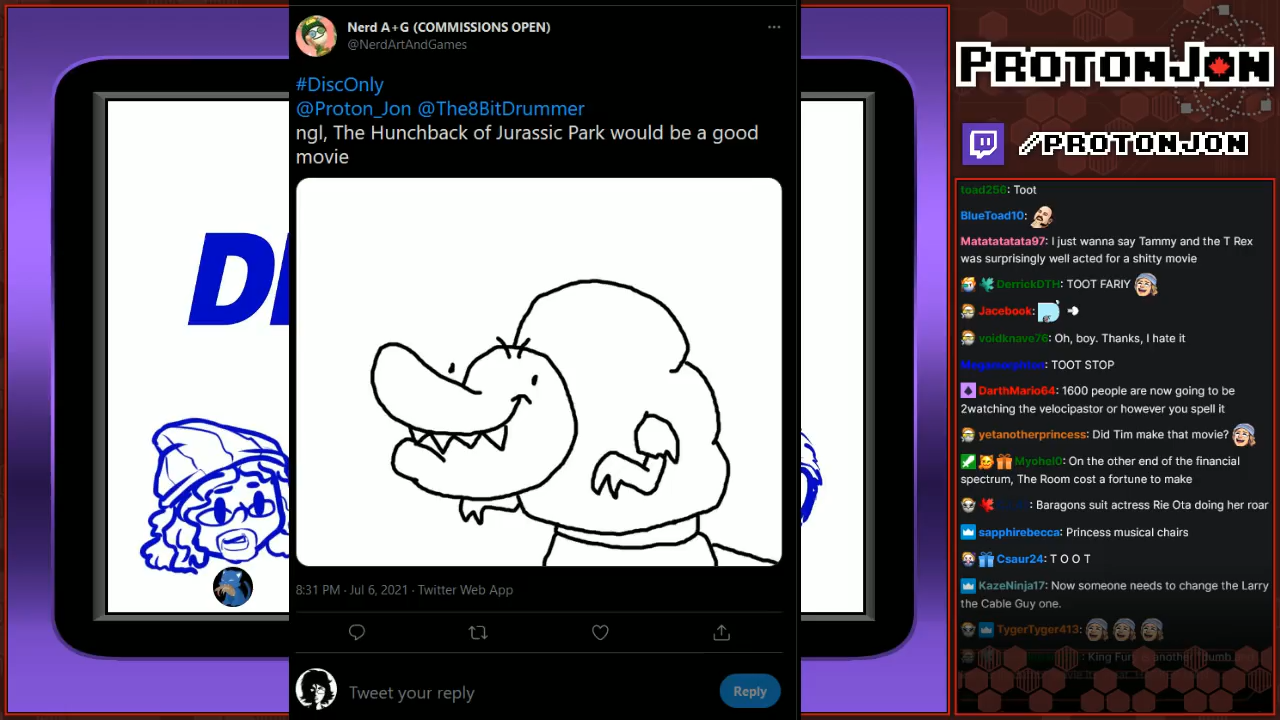 Nerd A+G (COMMISSIONS OPEN)
@NerdArtAndGames
#DiscOnly
@Proton_Jon @The8BitDrummer
ngl, The Hunchback of Jurassic Park would be a good
movie
8:31 PM · Jul 6, 2021 · Twitter Web App
Tweet your reply
Reply
PROTONJON
/PROTONJON
toad256: Toot
BlueToad10:
Matatatatata97: I just wanna say Tammy and the T Rex
was surprisingly well acted for a shitty movie
DerrickDTH: TOOT FARIY
Jacebook:
voidknave76: Oh, boy. Thanks, I hate it
TOOT STOP
DarthMario64: 1600 people are now going to be
2watching the velocipastor or however you spell it
yetanotherprincess: Did Tim make that movie?
Myohel0: On the other end of the financial
spectrum, The Room cost a fortune to make
: Baragons suit actress Rie Ota doing her roar
sapphirebecca: Princess musical chairs
Csaur24: T O O T
KazeNinja17: Now someone needs to change the Larry
the Cable Guy one.
TygerTyger413:
: King Fury is another dumb